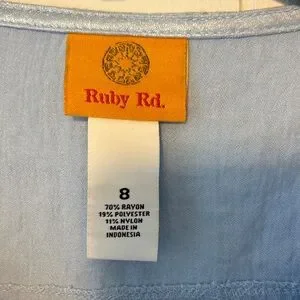 Ruby Rd.
8
70% RAYON
19% POLYESTER
11% NYLON
MADE IN
INDONESIA